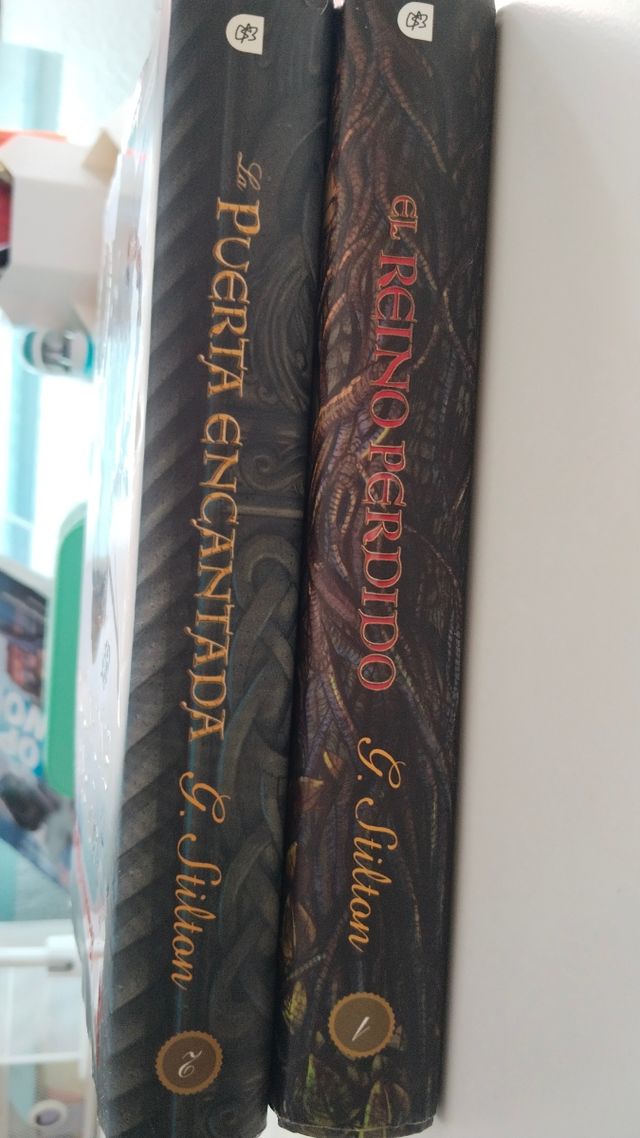 La PUERTA ENCANTADA G. Stilton 2
EL REINO PERDIDO G. Stilton 1